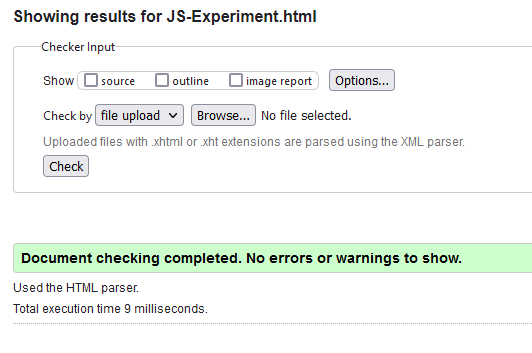 Showing results for JS-Experiment.html
Checker Input
Show source outline image report Options...
Check by file upload Browse... No file selected.
Uploaded files with .xhtml or .xht extensions are parsed using the XML parser.
Check
Document checking completed. No errors or warnings to show.
Used the HTML parser.
Total execution time 9 milliseconds.